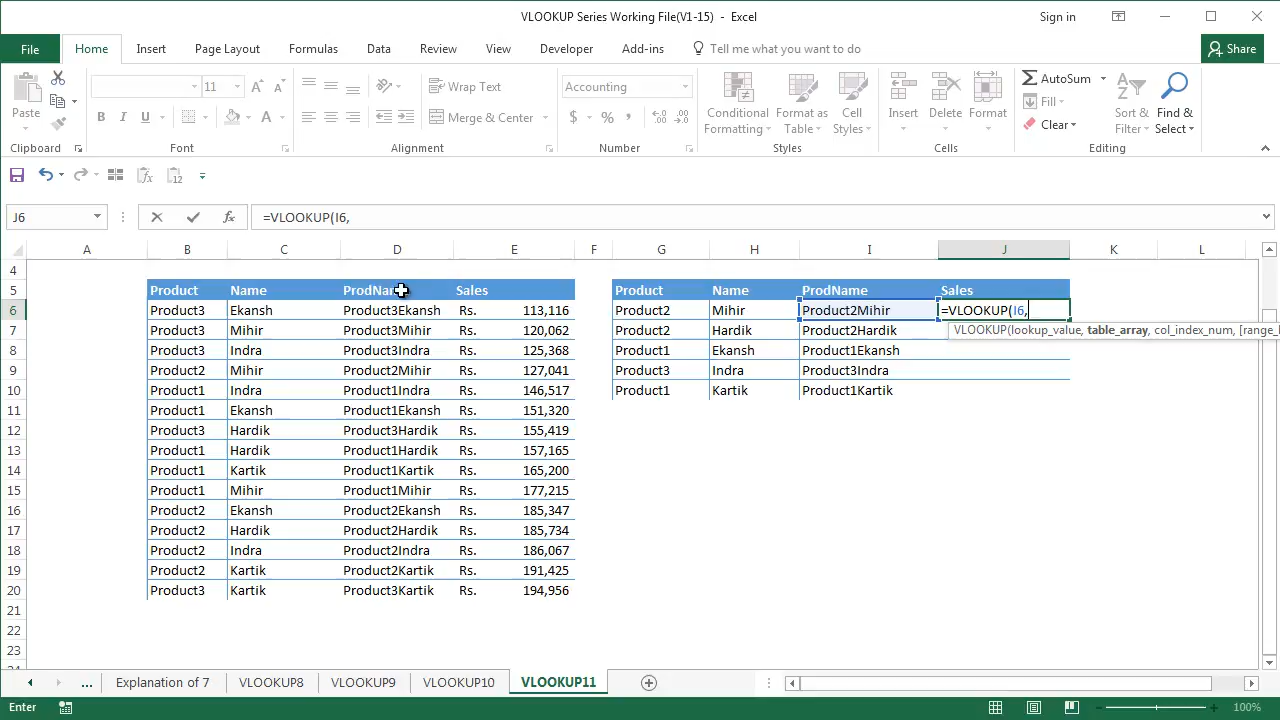 VLOOKUP Series Working File(V1-15) - Excel
Sign in
File Home Insert Page Layout Formulas Data Review View Developer Add-ins Tell me what you want to do Share
Paste
Clipboard
11 A A
B I U A
Font
Wrap Text
Merge & Center
Alignment
Accounting
$ % ,
Number
Conditional Formatting
Format as Table
Cell Styles
Styles
Insert Delete Format
Cells
AutoSum
Fill
Clear
Sort & Filter
Find & Select
Editing
J6 fx =VLOOKUP(I6,
A B C D E F G H I J K L
4
5 Product Name ProdNam Sales Product Name ProdName Sales
6 Product3 Ekansh Product3Ekansh Rs. 113,116 Product2 Mihir Product2Mihir =VLOOKUP(I6,
VLOOKUP(lookup_value, table_array, col_index_num, [range_l
7 Product3 Mihir Product3Mihir Rs. 120,062 Product2 Hardik Product2Hardik
8 Product3 Indra Product3Indra Rs. 125,368 Product1 Ekansh Product1Ekansh
9 Product2 Mihir Product2Mihir Rs. 127,041 Product3 Indra Product3Indra
10 Product1 Indra Product1Indra Rs. 146,517 Product1 Kartik Product1Kartik
11 Product1 Ekansh Product1Ekansh Rs. 151,320
12 Product3 Hardik Product3Hardik Rs. 155,419
13 Product1 Hardik Product1Hardik Rs. 157,165
14 Product1 Kartik Product1Kartik Rs. 165,200
15 Product1 Mihir Product1Mihir Rs. 177,215
16 Product2 Ekansh Product2Ekansh Rs. 185,347
17 Product2 Hardik Product2Hardik Rs. 185,734
18 Product2 Indra Product2Indra Rs. 186,067
19 Product2 Kartik Product2Kartik Rs. 191,425
20 Product3 Kartik Product3Kartik Rs. 194,956
21
22
23
... Explanation of 7 VLOOKUP8 VLOOKUP9 VLOOKUP10 VLOOKUP11
Enter 100%